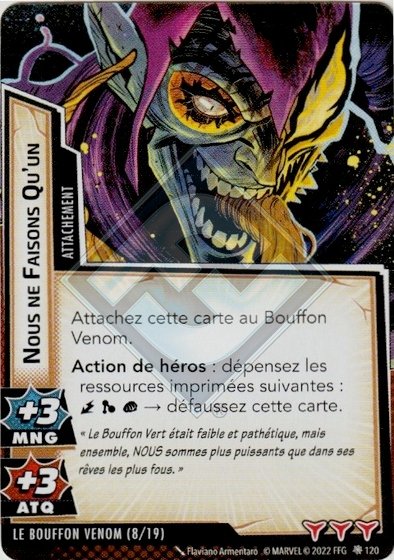 Nous ne Faisons Qu'un
ATTACHEMENT
Attachez cette carte au Bouffon
Venom.
Action de héros : dépensez les
ressources imprimées suivantes :
→ défaussez cette carte.
« Le Bouffon Vert était faible et pathétique, mais
ensemble, NOUS sommes plus puissants que dans ses
rêves les plus fous. »
+3
MNG
+3
ATQ
LE BOUFFON VENOM (8/19)
Flaviano Armentaro © MARVEL © 2022 FFG 120